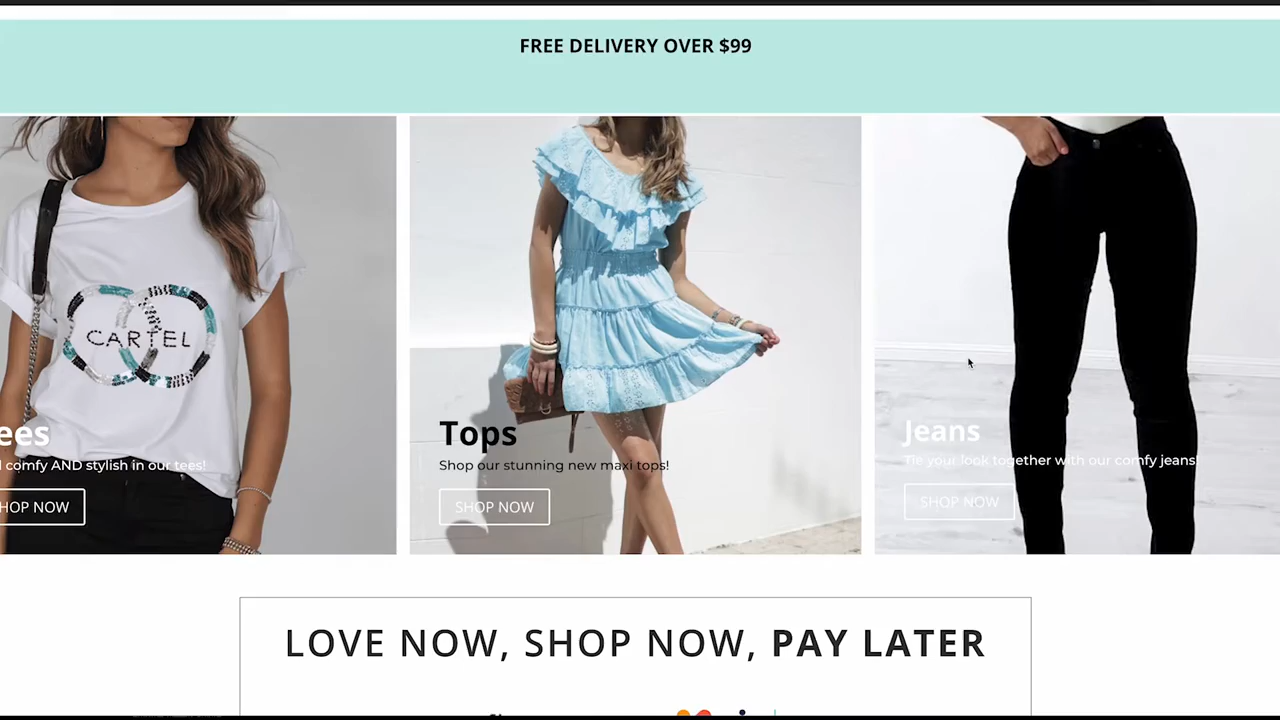 FREE DELIVERY OVER $99
CARTEL
ees
comfy AND stylish in our tees!
HOP NOW
Tops
Shop our stunning new maxi tops!
SHOP NOW
Jeans
Tie your look together with our comfy jeans!
SHOP NOW
LOVE NOW, SHOP NOW, PAY LATER